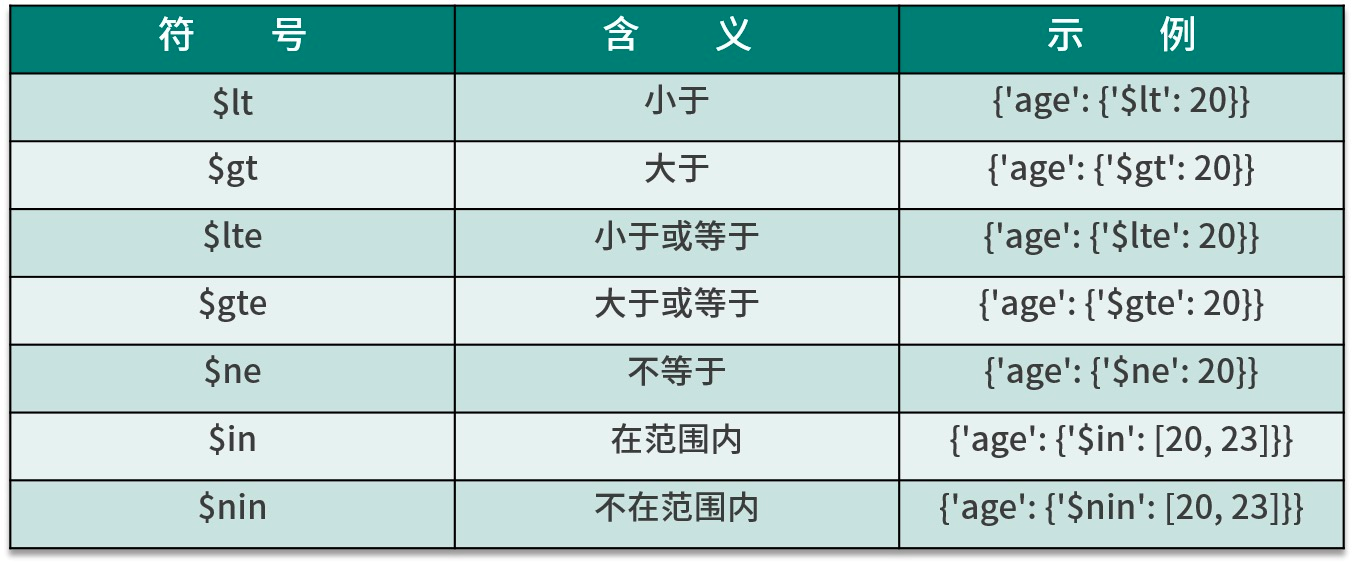 符 号 含 义 示 例
$lt 小于 {'age': {'$lt': 20}}
$gt 大于 {'age': {'$gt': 20}}
$lte 小于或等于 {'age': {'$lte': 20}}
$gte 大于或等于 {'age': {'$gte': 20}}
$ne 不等于 {'age': {'$ne': 20}}
$in 在范围内 {'age': {'$in': [20, 23]}}
$nin 不在范围内 {'age': {'$nin': [20, 23]}}